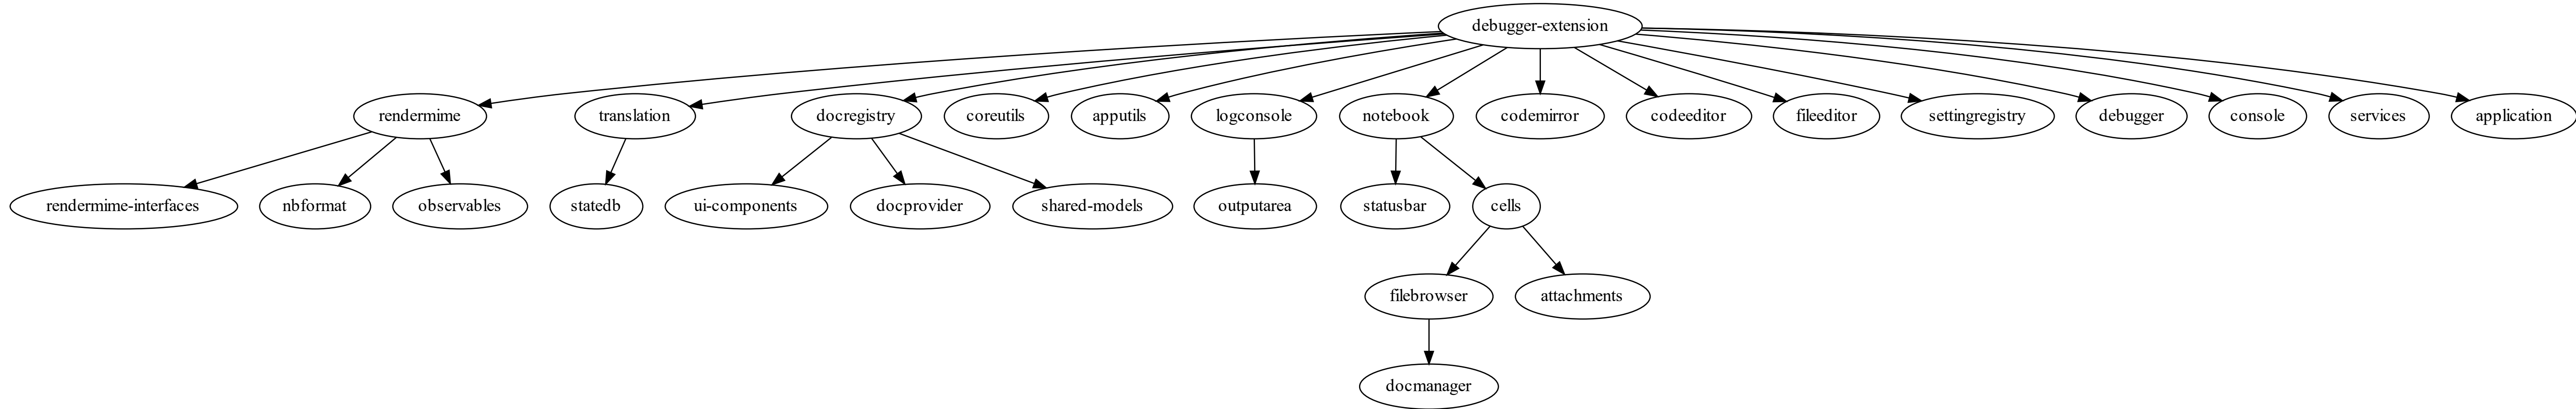 debugger-extension
rendermime
translation
docregistry
coreutils
apputils
logconsole
notebook
codemirror
codeeditor
fileeditor
settingregistry
debugger
console
services
application
rendermime-interfaces
nbformat
observables
statedb
ui-components
docprovider
shared-models
outputarea
statusbar
cells
filebrowser
attachments
docmanager